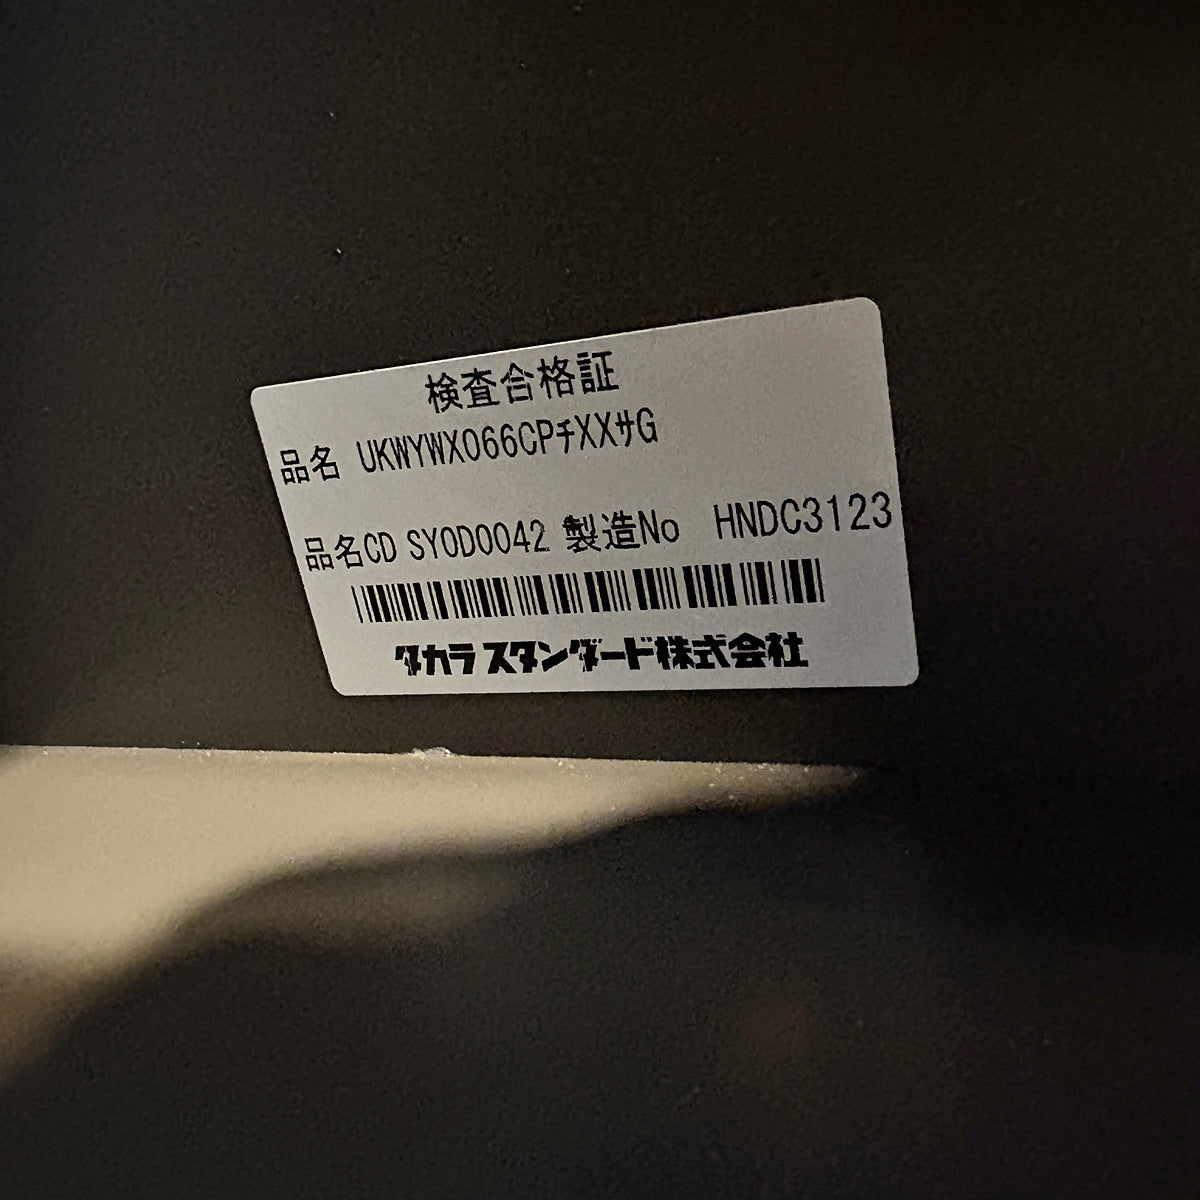 検査合格証
品名 UKWYWX066CPチXXサG
品名CD SY0D0042 製造No HNDC3123
タカラスタンダード株式会社